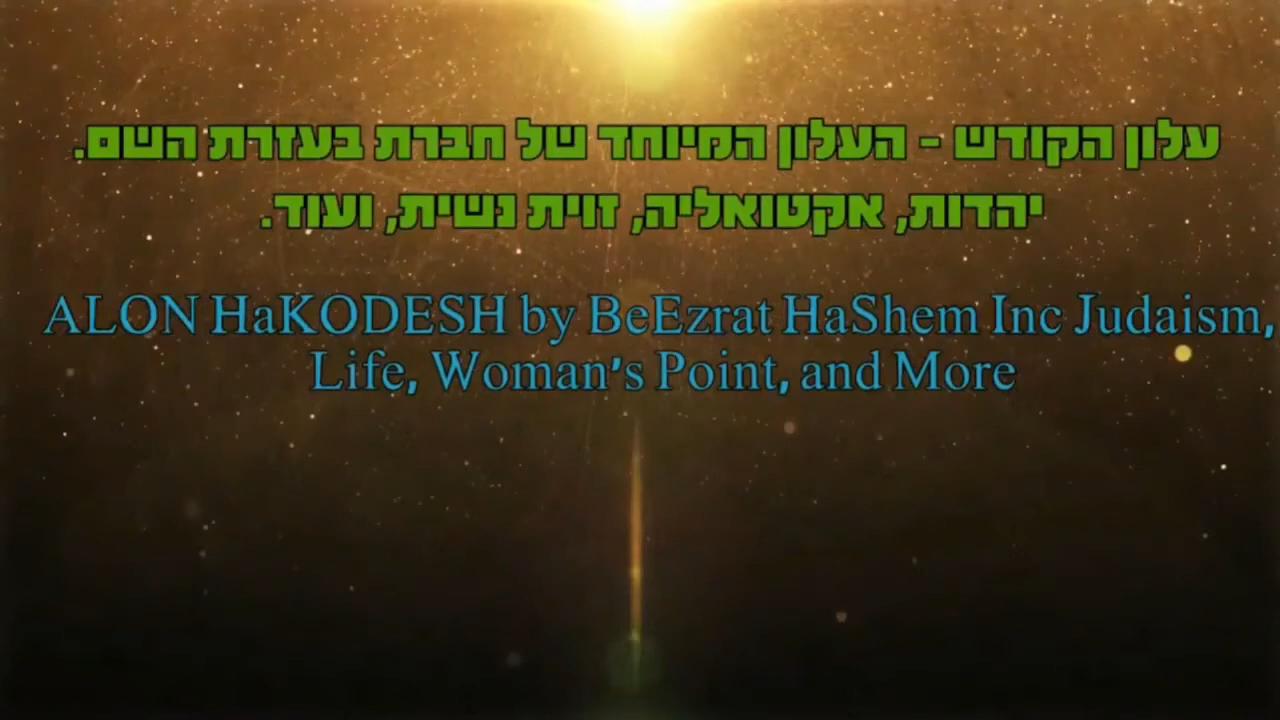 עלון הקודש - העלון המיוחד של חברת בעזרת השם.
יהדות, אקטואליה, זוית נשית, ועוד.
ALON HaKODESH by BeEzrat HaShem Inc Judaism,
Life, Woman's Point, and More